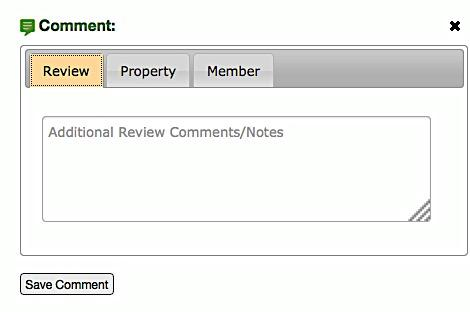 Comment:
Review Property Member
Additional Review Comments/Notes
Save Comment